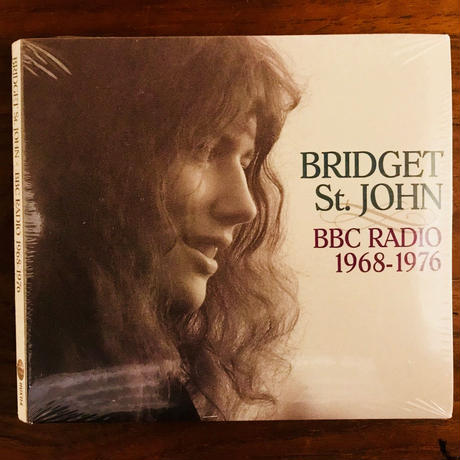 BRIDGET
St. JOHN
BBC RADIO
1968-1976
BRIDGET St. JOHN - BBC RADIO 1968-1976